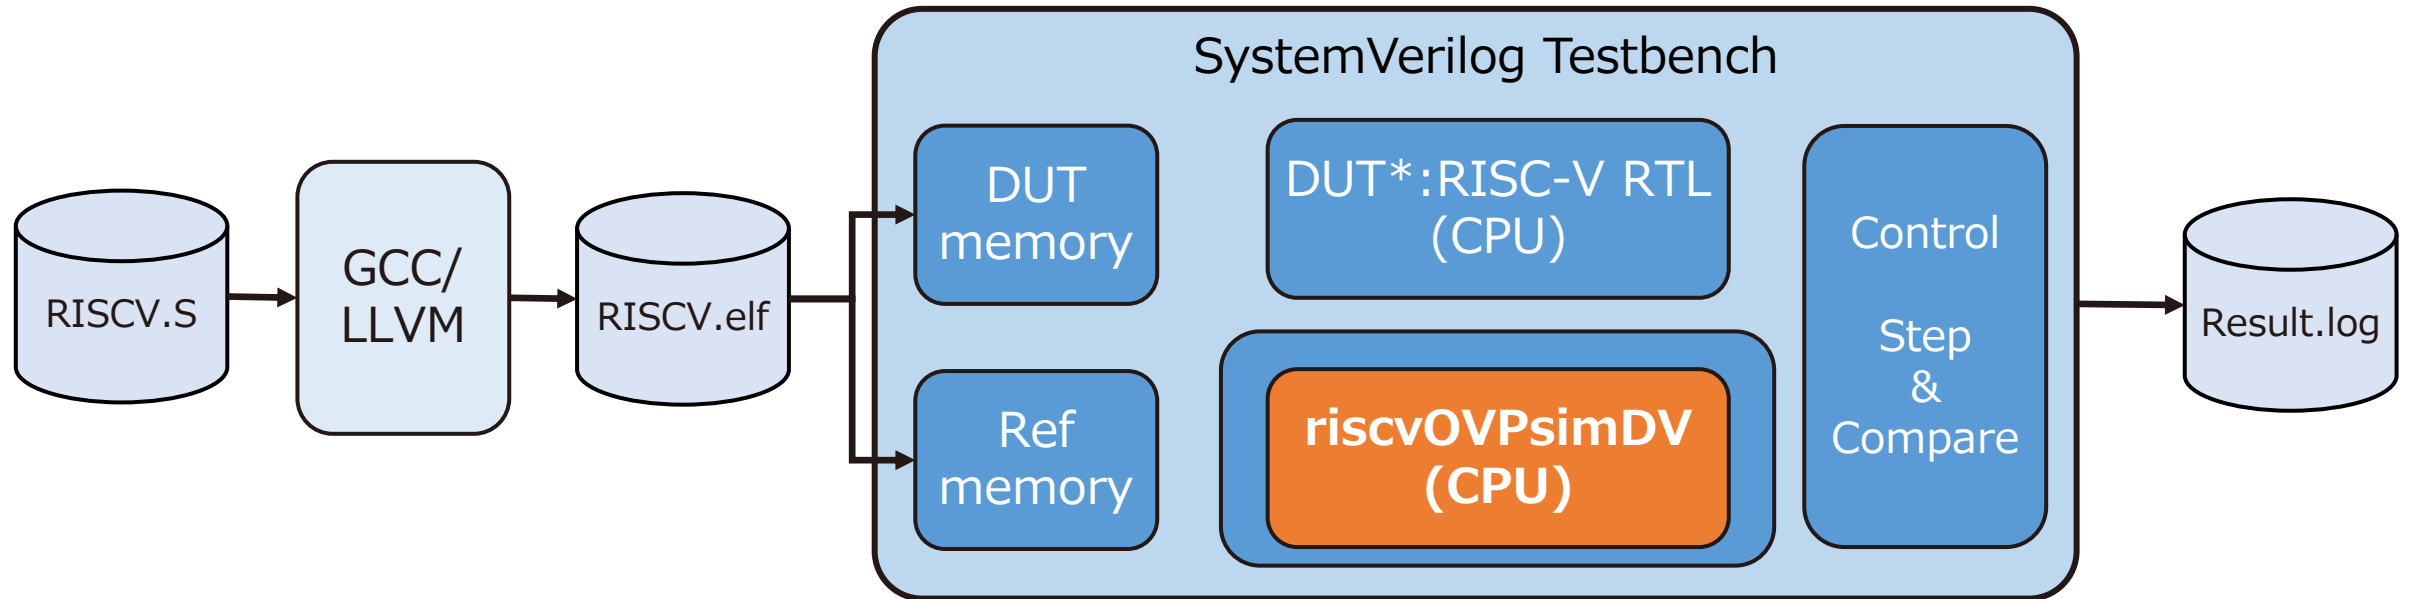 SystemVerilog Testbench
RISCV.S
GCC/
LLVM
RISCV.elf
DUT
memory
Ref
memory
DUT*:RISC-V RTL
(CPU)
riscvOVPsimDV
(CPU)
Control
Step
&
Compare
Result.log